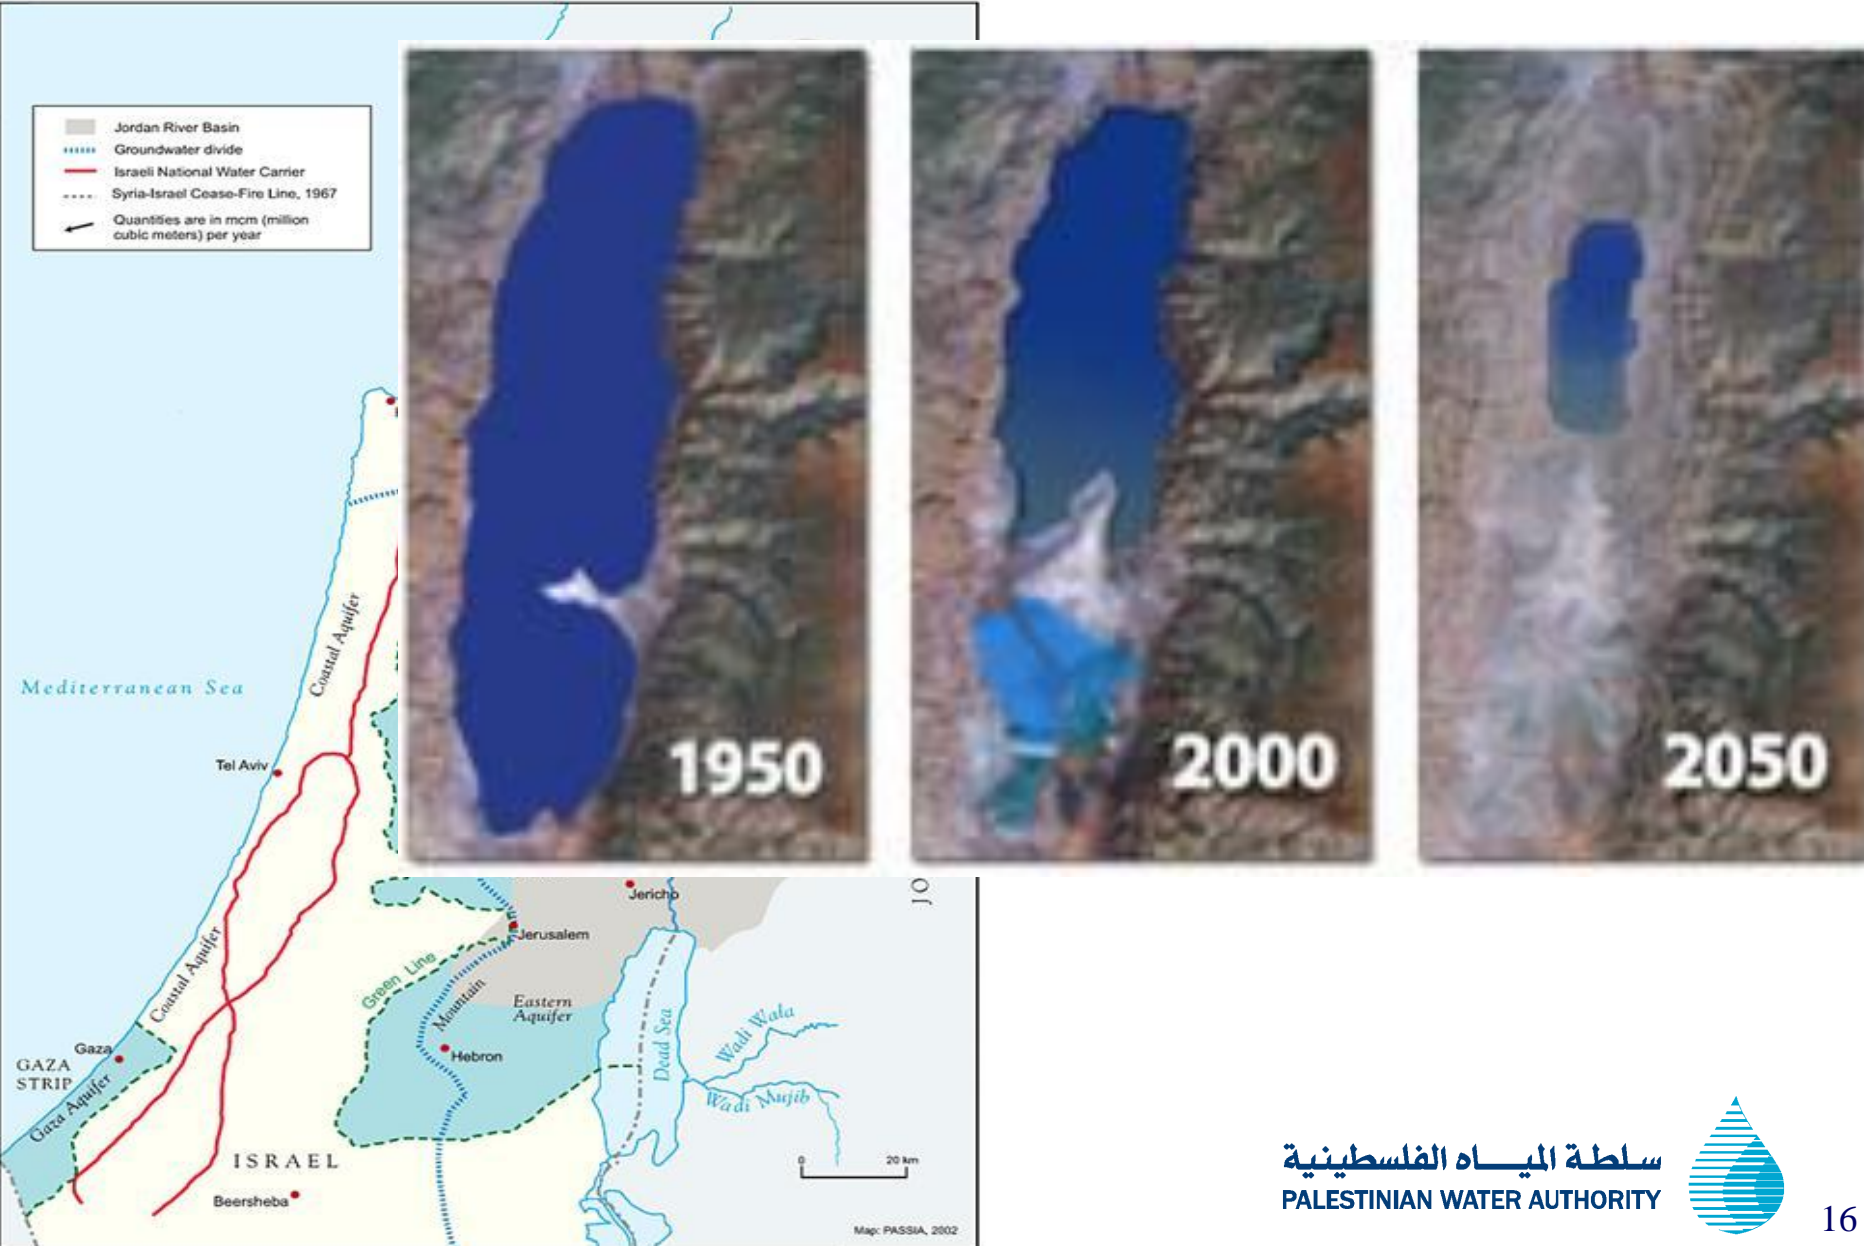 Jordan River Basin
Groundwater divide
Israeli National Water Carrier
Syria-Israel Cease-Fire Line, 1967
Quantities are in mcm (million
cubic meters) per year
1950
2000
2050
Mediterranean Sea
Coastal Aquifer
Tel Aviv
JO
Jericho
Jerusalem
Coastal Aquifer
Green Line
Mountain
Eastern
Aquifer
Dead Sea
Wadi Wala
Wadi Mujib
Hebron
Gaza
GAZA
STRIP
Gaza Aquifer
ISRAEL
Beersheba
0 20 km
Map: PASSIA, 2002
سلطة الميـــاه الفلسطينية
PALESTINIAN WATER AUTHORITY
16